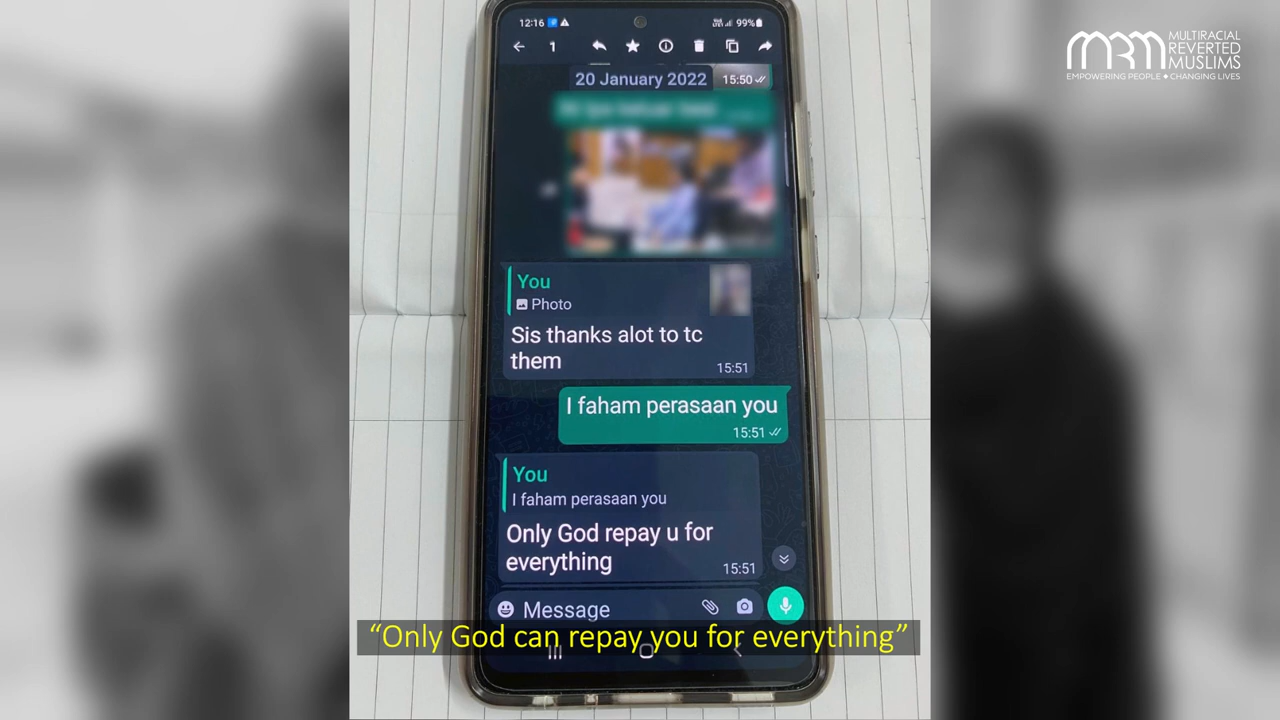 12:16
99%
1
20 January 2022
15:50
You
Photo
Sis thanks alot to tc
them
15:51
I faham perasaan you
15:51
You
I faham perasaan you
Only God repay u for
everything
15:51
Message
“Only God can repay you for everything”
MRM
MULTIRACIAL
REVERTED
MUSLIMS
EMPOWERING PEOPLE ✦ CHANGING LIVES